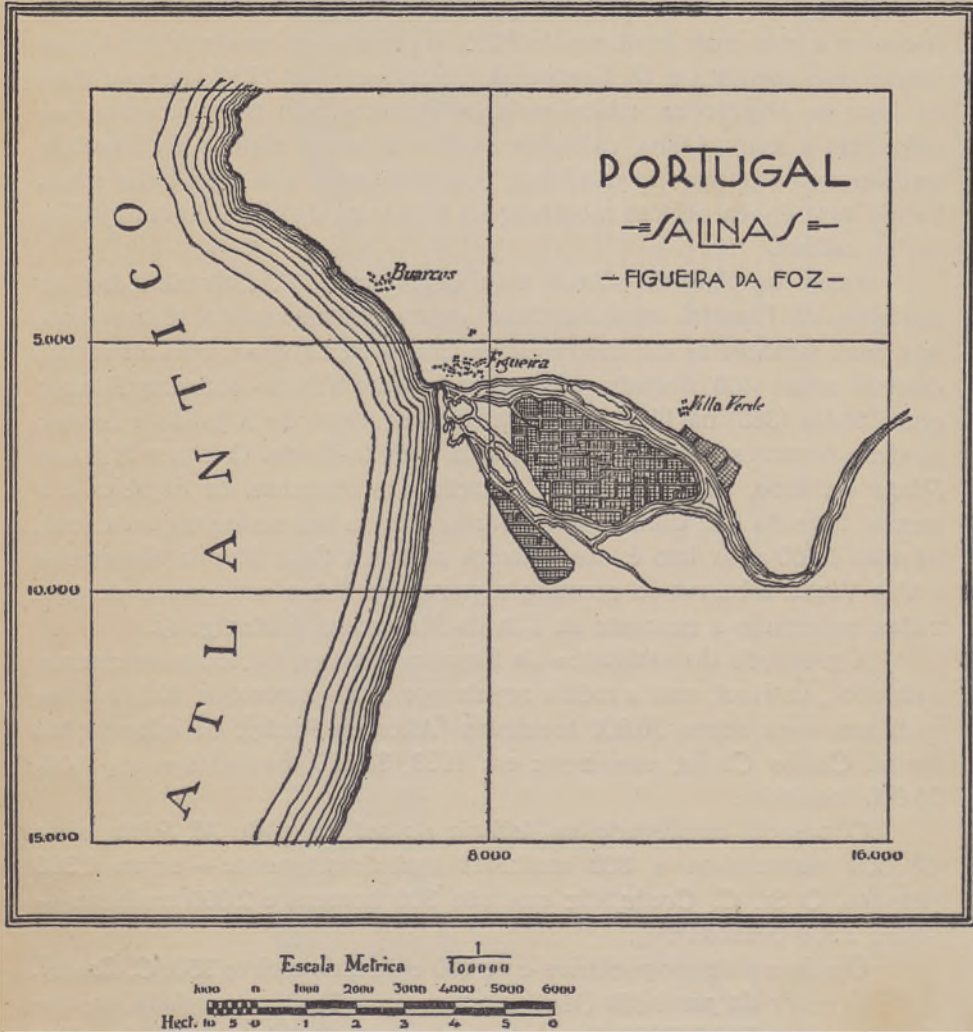 PORTUGAL
SALINAS
— FIGUEIRA DA FOZ —
ATLANTICO
Buarcos
5.000
Figueira
Villa Verde
10.000
15.000
8.000
16.000
Escala Metrica 1/100000
1000 0 1000 2000 3000 4000 5000 6000
Hect. 10 5 0 1 2 3 4 5 6